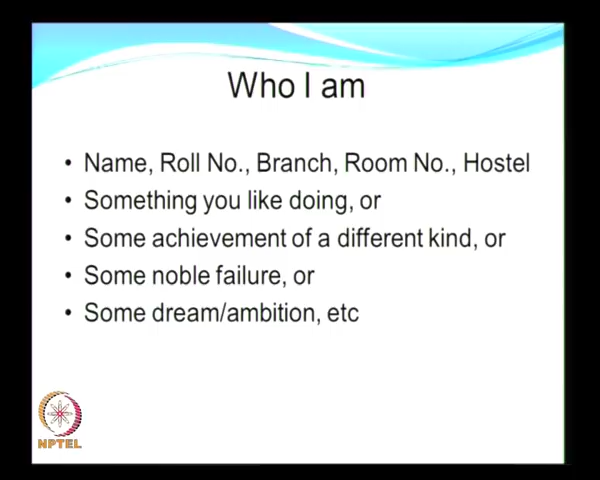 Who I am
• Name, Roll No., Branch, Room No., Hostel
• Something you like doing, or
• Some achievement of a different kind, or
• Some noble failure, or
• Some dream/ambition, etc
NPTEL